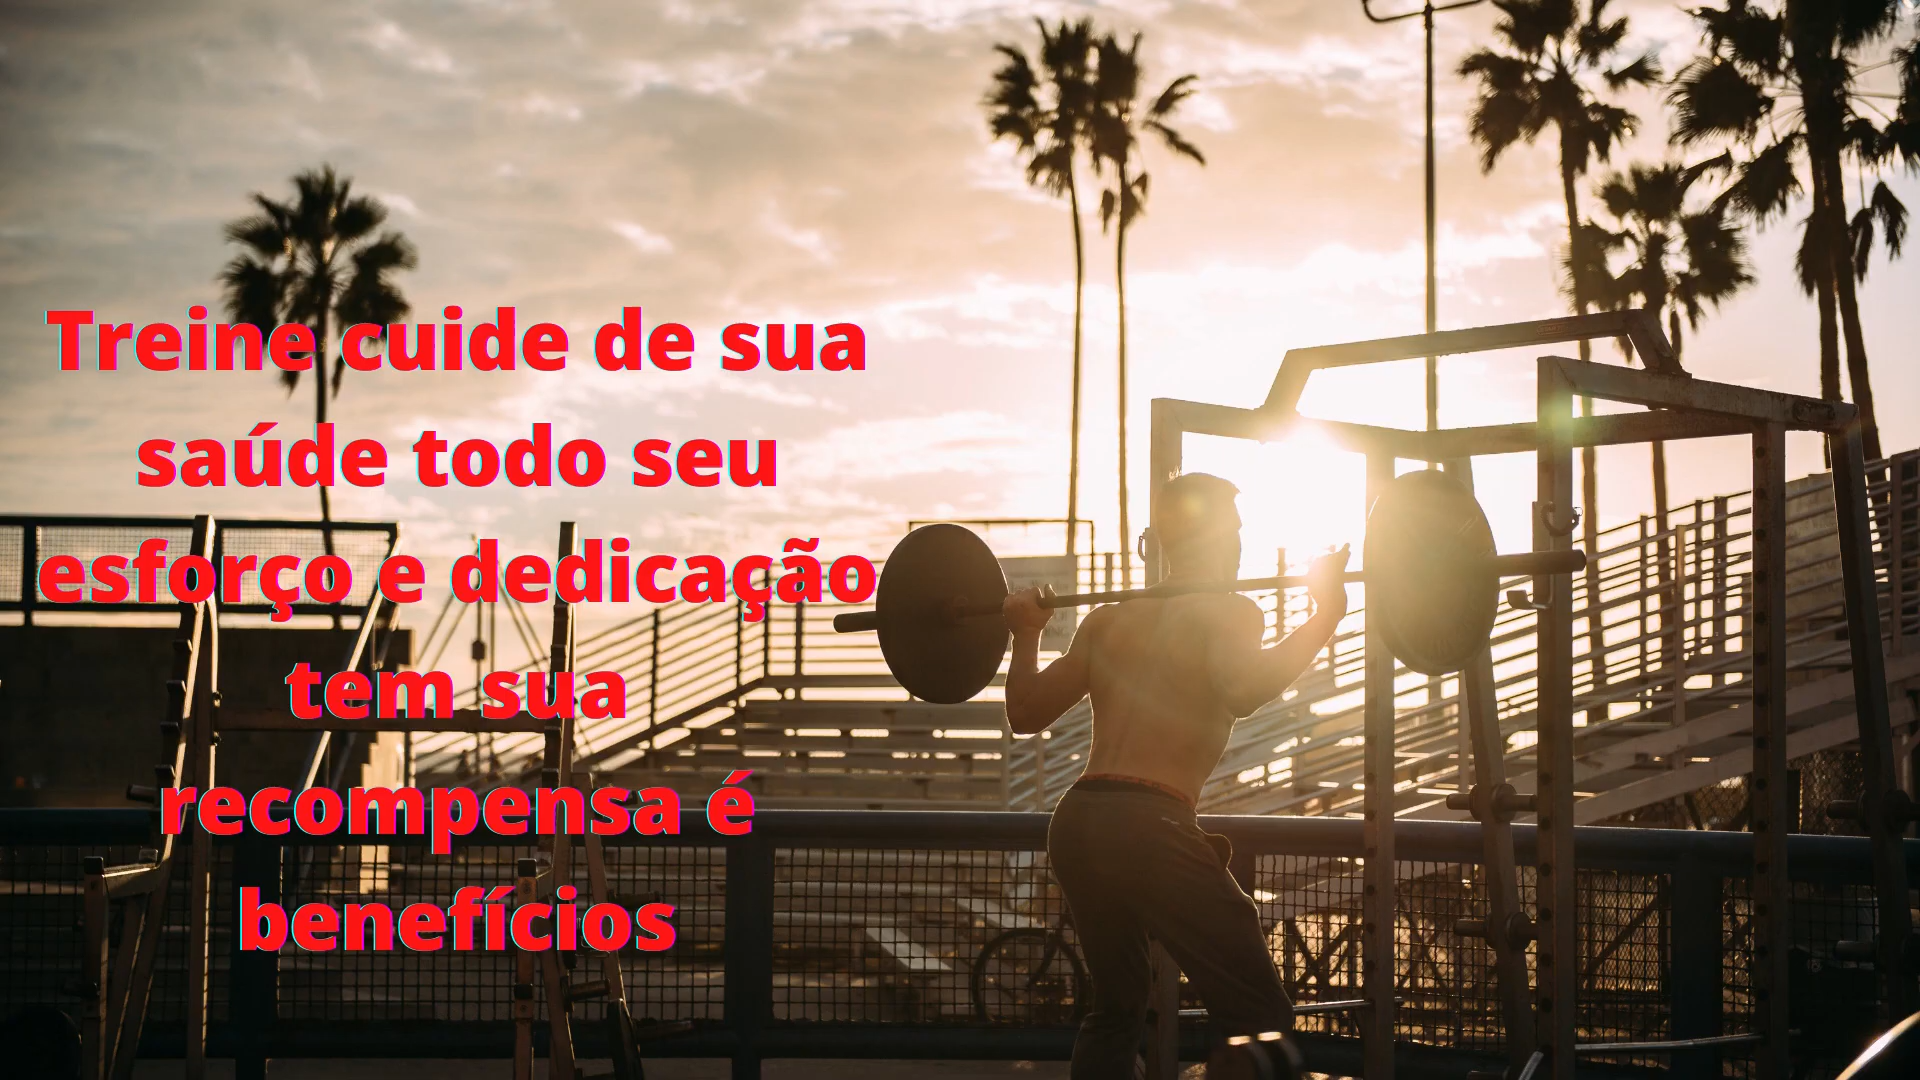 Treine cuide de sua
saúde todo seu
esforço e dedicação
tem sua
recompensa é
benefícios